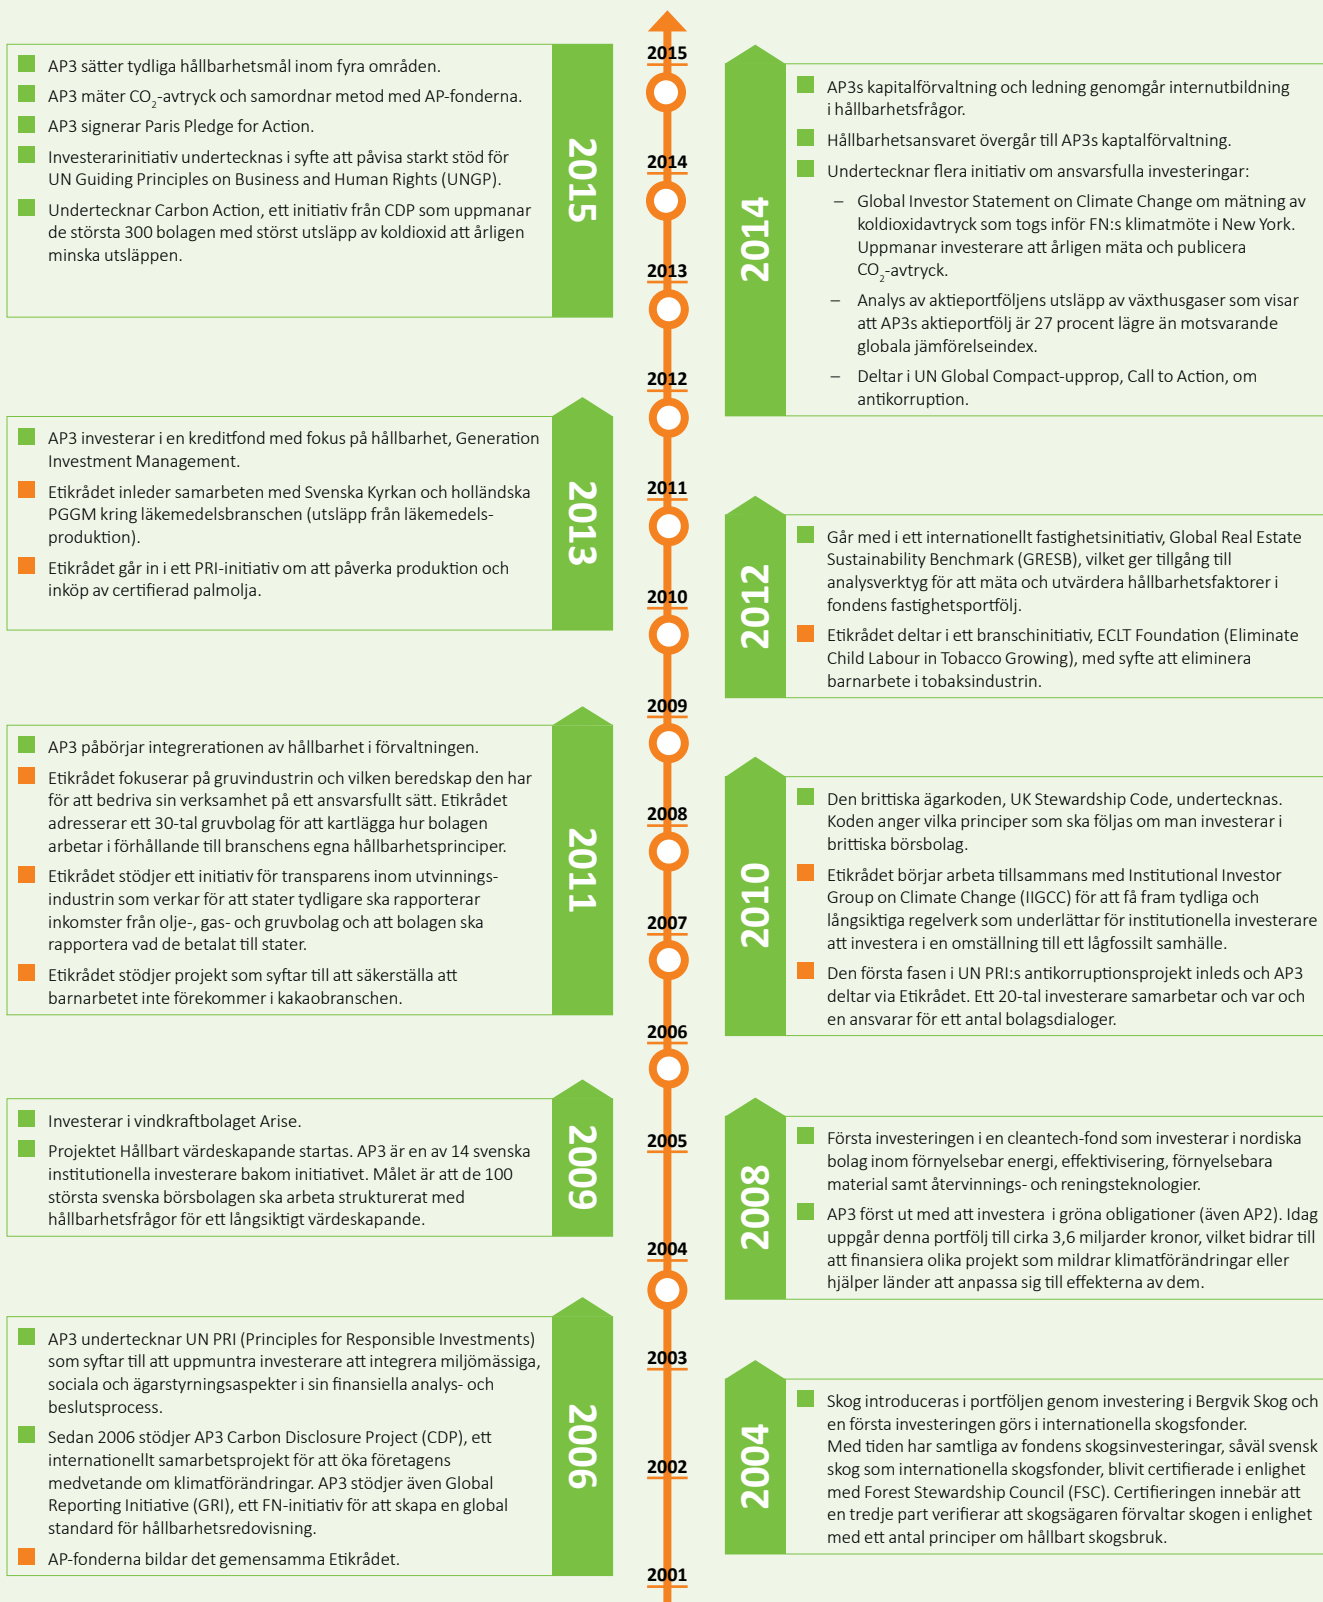 AP3 sätter tydliga hållbarhetsmål inom fyra områden.
AP3 mäter CO2-avtryck och samordnar metod med AP-fonderna.
AP3 signerar Paris Pledge for Action.
Investerarinitiativ undertecknas i syfte att påvisa starkt stöd för
UN Guiding Principles on Business and Human Rights (UNGP).
Undertecknar Carbon Action, ett initiativ från CDP som uppmanar
de största 300 bolagen med störst utsläpp av koldioxid att årligen
minska utsläppen.
2015
AP3 investerar i en kreditfond med fokus på hållbarhet, Generation
Investment Management.
Etikrådet inleder samarbeten med Svenska Kyrkan och holländska
PGGM kring läkemedelsbranschen (utsläpp från läkemedels-
produktion).
Etikrådet går in i ett PRI-initiativ om att påverka produktion och
inköp av certifierad palmolja.
2013
AP3 påbörjar integrerationen av hållbarhet i förvaltningen.
Etikrådet fokuserar på gruvindustrin och vilken beredskap den har
för att bedriva sin verksamhet på ett ansvarsfullt sätt. Etikrådet
adresserar ett 30-tal gruvbolag för att kartlägga hur bolagen
arbetar i förhållande till branschens egna hållbarhetsprinciper.
Etikrådet stödjer ett initiativ för transparens inom utvinnings-
industrin som verkar för att stater tydligare ska rapporterar
inkomster från olje-, gas- och gruvbolag och att bolagen ska
rapportera vad de betalat till stater.
Etikrådet stödjer projekt som syftar till att säkerställa att
barnarbetet inte förekommer i kakaobranschen.
2011
Investerar i vindkraftbolaget Arise.
Projektet Hållbart värdeskapande startas. AP3 är en av 14 svenska
institutionella investerare bakom initiativet. Målet är att de 100
största svenska börsbolagen ska arbeta strukturerat med
hållbarhetsfrågor för ett långsiktigt värdeskapande.
2009
AP3 undertecknar UN PRI (Principles for Responsible Investments)
som syftar till att uppmuntra investerare att integrera miljömässiga,
sociala och ägarstyrningsaspekter i sin finansiella analys- och
beslutsprocess.
Sedan 2006 stödjer AP3 Carbon Disclosure Project (CDP), ett
internationellt samarbetsprojekt för att öka företagens
medvetande om klimatförändringar. AP3 stödjer även Global
Reporting Initiative (GRI), ett FN-initiativ för att skapa en global
standard för hållbarhetsredovisning.
AP-fonderna bildar det gemensamma Etikrådet.
2006
2015
2014
2013
2012
2011
2010
2009
2008
2007
2006
2005
2004
2003
2002
2001
2014
AP3s kapitalförvaltning och ledning genomgår internutbildning
i hållbarhetsfrågor.
Hållbarhetsansvaret övergår till AP3s kaptalförvaltning.
Undertecknar flera initiativ om ansvarsfulla investeringar:
– Global Investor Statement on Climate Change om mätning av
koldioxidavtryck som togs inför FN:s klimatmöte i New York.
Uppmanar investerare att årligen mäta och publicera
CO2-avtryck.
– Analys av aktieportföljens utsläpp av växthusgaser som visar
att AP3s aktieportfölj är 27 procent lägre än motsvarande
globala jämförelseindex.
– Deltar i UN Global Compact-upprop, Call to Action, om
antikorruption.
2012
Går med i ett internationellt fastighetsinitiativ, Global Real Estate
Sustainability Benchmark (GRESB), vilket ger tillgång till
analysverktyg för att mäta och utvärdera hållbarhetsfaktorer i
fondens fastighetsportfölj.
Etikrådet deltar i ett branschinitiativ, ECLT Foundation (Eliminate
Child Labour in Tobacco Growing), med syfte att eliminera
barnarbete i tobaksindustrin.
2010
Den brittiska ägarkoden, UK Stewardship Code, undertecknas.
Koden anger vilka principer som ska följas om man investerar i
brittiska börsbolag.
Etikrådet börjar arbeta tillsammans med Institutional Investor
Group on Climate Change (IIGCC) för att få fram tydliga och
långsiktiga regelverk som underlättar för institutionella investerare
att investera i en omställning till ett lågfossilt samhälle.
Den första fasen i UN PRI:s antikorruptionsprojekt inleds och AP3
deltar via Etikrådet. Ett 20-tal investerare samarbetar och var och
en ansvarar för ett antal bolagsdialoger.
2008
Första investeringen i en cleantech-fond som investerar i nordiska
bolag inom förnyelsebar energi, effektivisering, förnyelsebara
material samt återvinnings- och reningsteknologier.
AP3 först ut med att investera i gröna obligationer (även AP2). Idag
uppgår denna portfölj till cirka 3,6 miljarder kronor, vilket bidrar till
att finansiera olika projekt som mildrar klimatförändringar eller
hjälper länder att anpassa sig till effekterna av dem.
2004
Skog introduceras i portföljen genom investering i Bergvik Skog och
en första investeringen görs i internationella skogsfonder.
Med tiden har samtliga av fondens skogsinvesteringar, såväl svensk
skog som internationella skogsfonder, blivit certifierade i enlighet
med Forest Stewardship Council (FSC). Certifieringen innebär att
en tredje part verifierar att skogsägaren förvaltar skogen i enlighet
med ett antal principer om hållbart skogsbruk.